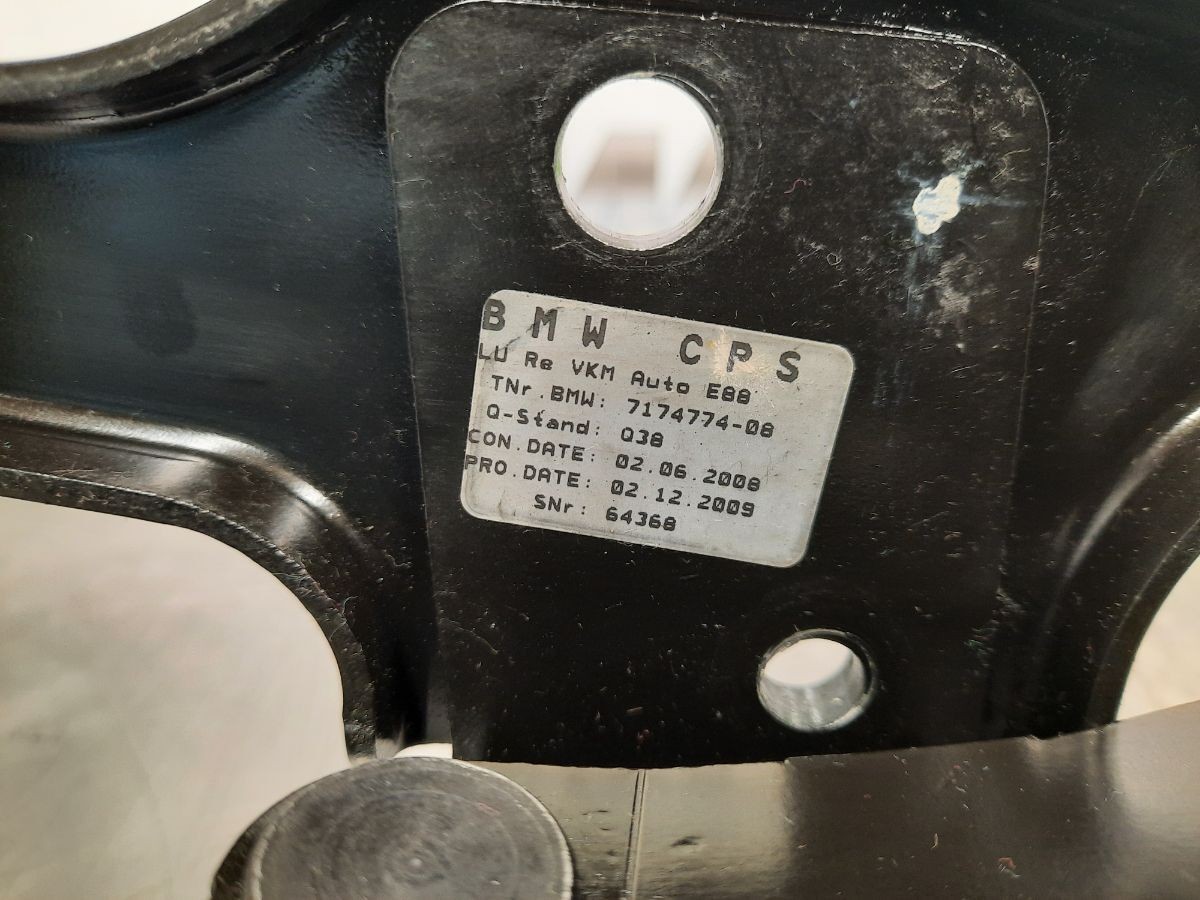 BMW CPS
LU Re VKM Auto E88
TNr.BMW: 7174774-08
Q-Stand: Q38
CON.DATE: 02.06.2008
PRO.DATE: 02.12.2009
SNr: 64368